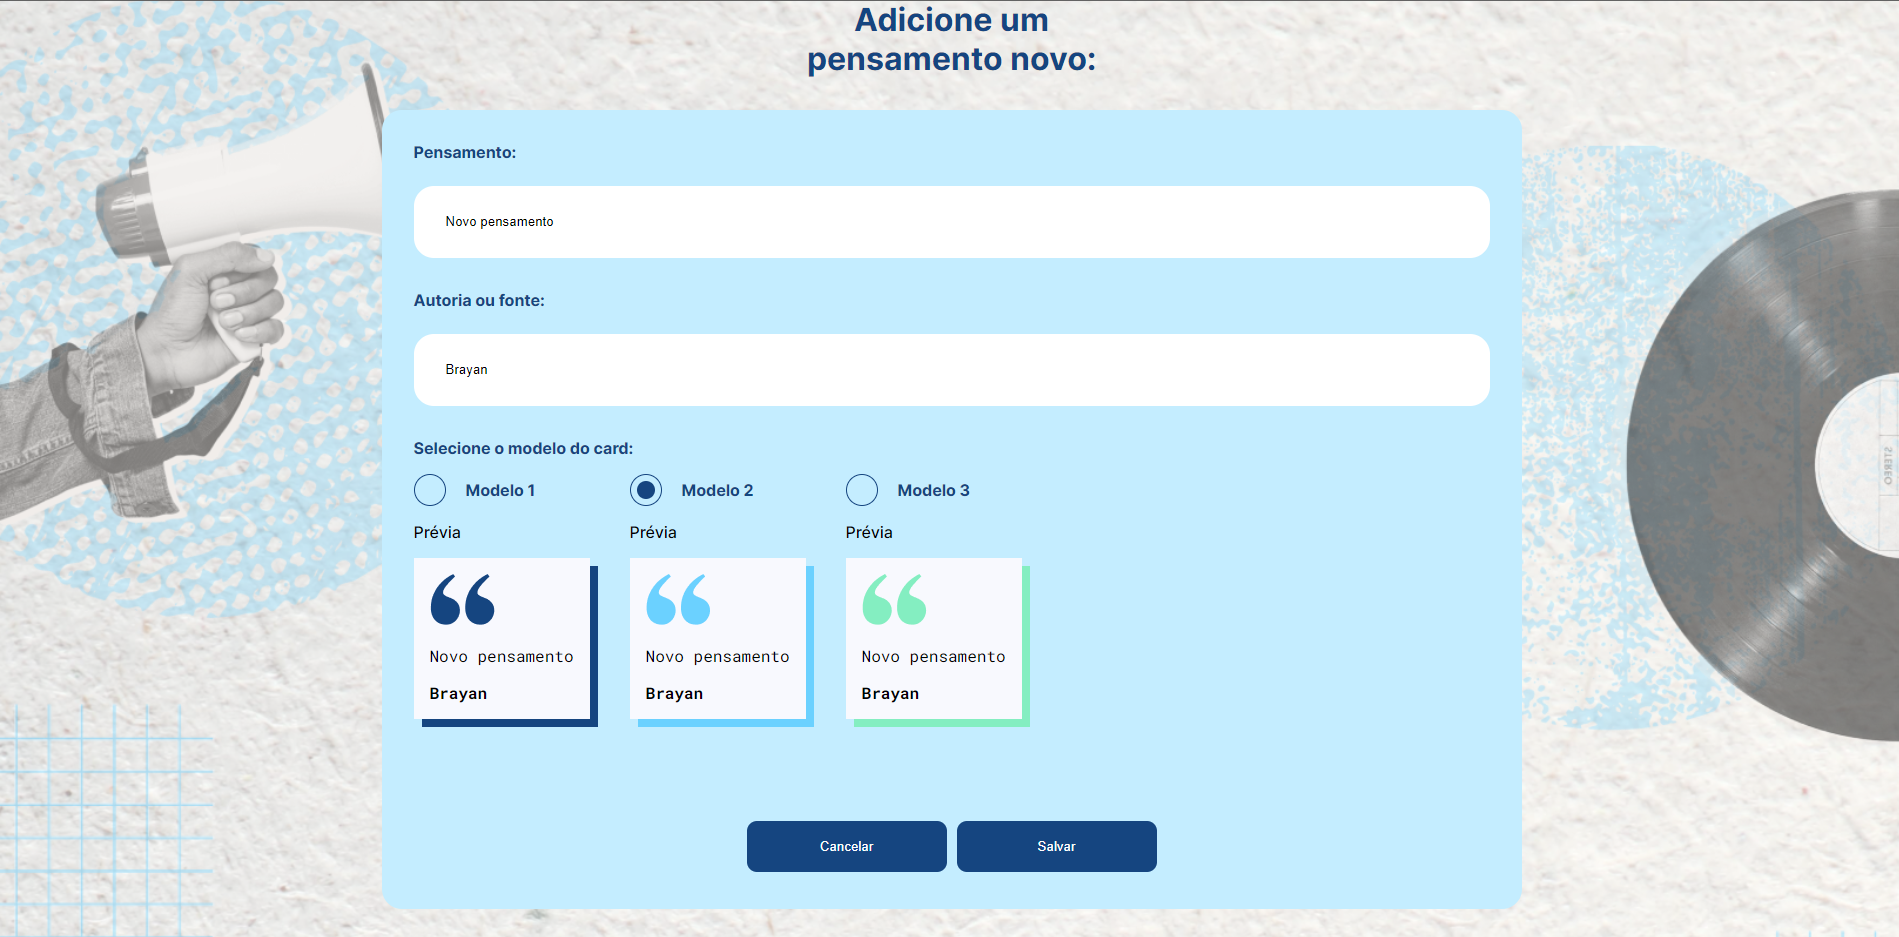 Adicione um
pensamento novo:
Pensamento:
Novo pensamento
Autoria ou fonte:
Brayan
Selecione o modelo do card:
Modelo 1 Modelo 2 Modelo 3
Prévia Prévia Prévia
Novo pensamento Novo pensamento Novo pensamento
Brayan Brayan Brayan
Cancelar Salvar
STEREO